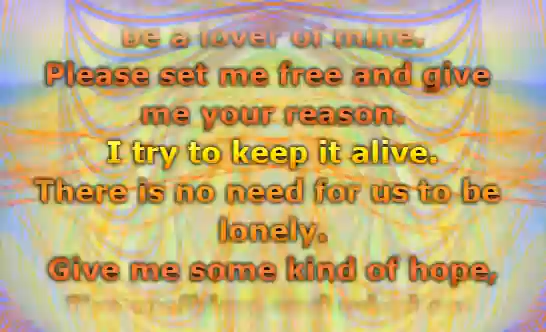 be a lover of mine.
Please set me free and give
me your reason.
I try to keep it alive.
There is no need for us to be
lonely.
Give me some kind of hope,